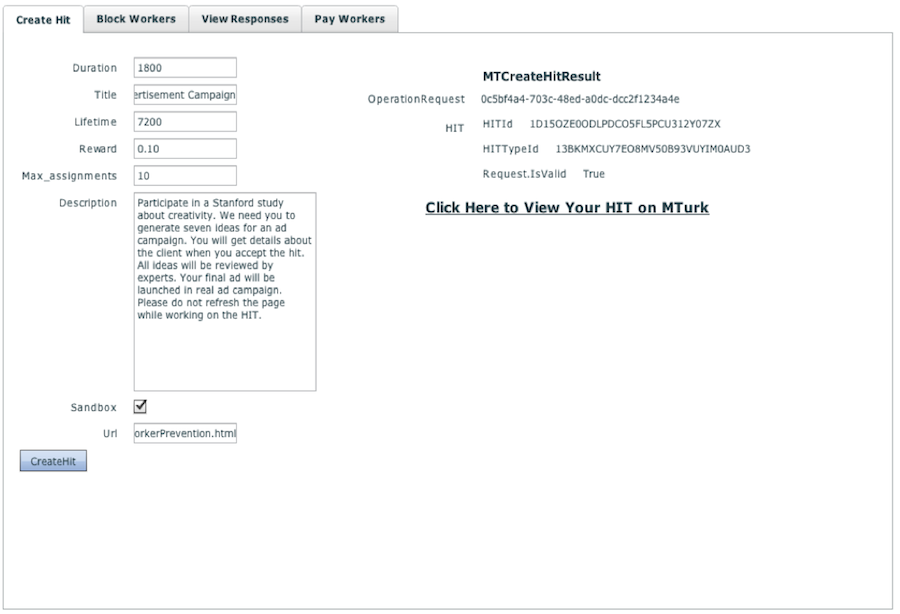 Create Hit
Block Workers
View Responses
Pay Workers
Duration 1800
Title ertisement Campaign
Lifetime 7200
Reward 0.10
Max_assignments 10
Description
Participate in a Stanford study
about creativity. We need you to
generate seven ideas for an ad
campaign. You will get details about
the client when you accept the hit.
All ideas will be reviewed by
experts. Your final ad will be
launched in real ad campaign.
Please do not refresh the page
while working on the HIT.
Sandbox
Url orkerPrevention.html
CreateHit
MTCreateHitResult
OperationRequest 0c5bf4a4-703c-48ed-a0dc-dcc2f1234a4e
HIT HITId 1D15OZE0ODLPDCO5FL5PCU312Y07ZX
HITTypeId 13BKMXCUY7EO8MV50B93VUYIM0AUD3
Request.IsValid True
Click Here to View Your HIT on MTurk